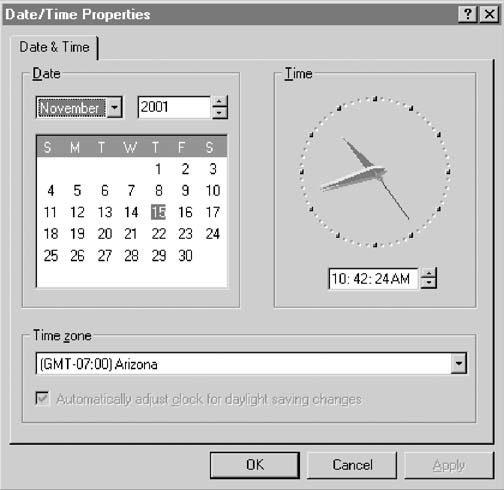 Date/Time Properties
Date & Time
Date
Time
November 2001
S M T W T F S
1 2 3
4 5 6 7 8 9 10
11 12 13 14 15 16 17
18 19 20 21 22 23 24
25 26 27 28 29 30
10:42:24 AM
Time zone
(GMT-07:00) Arizona
Automatically adjust clock for daylight saving changes
OK Cancel Apply